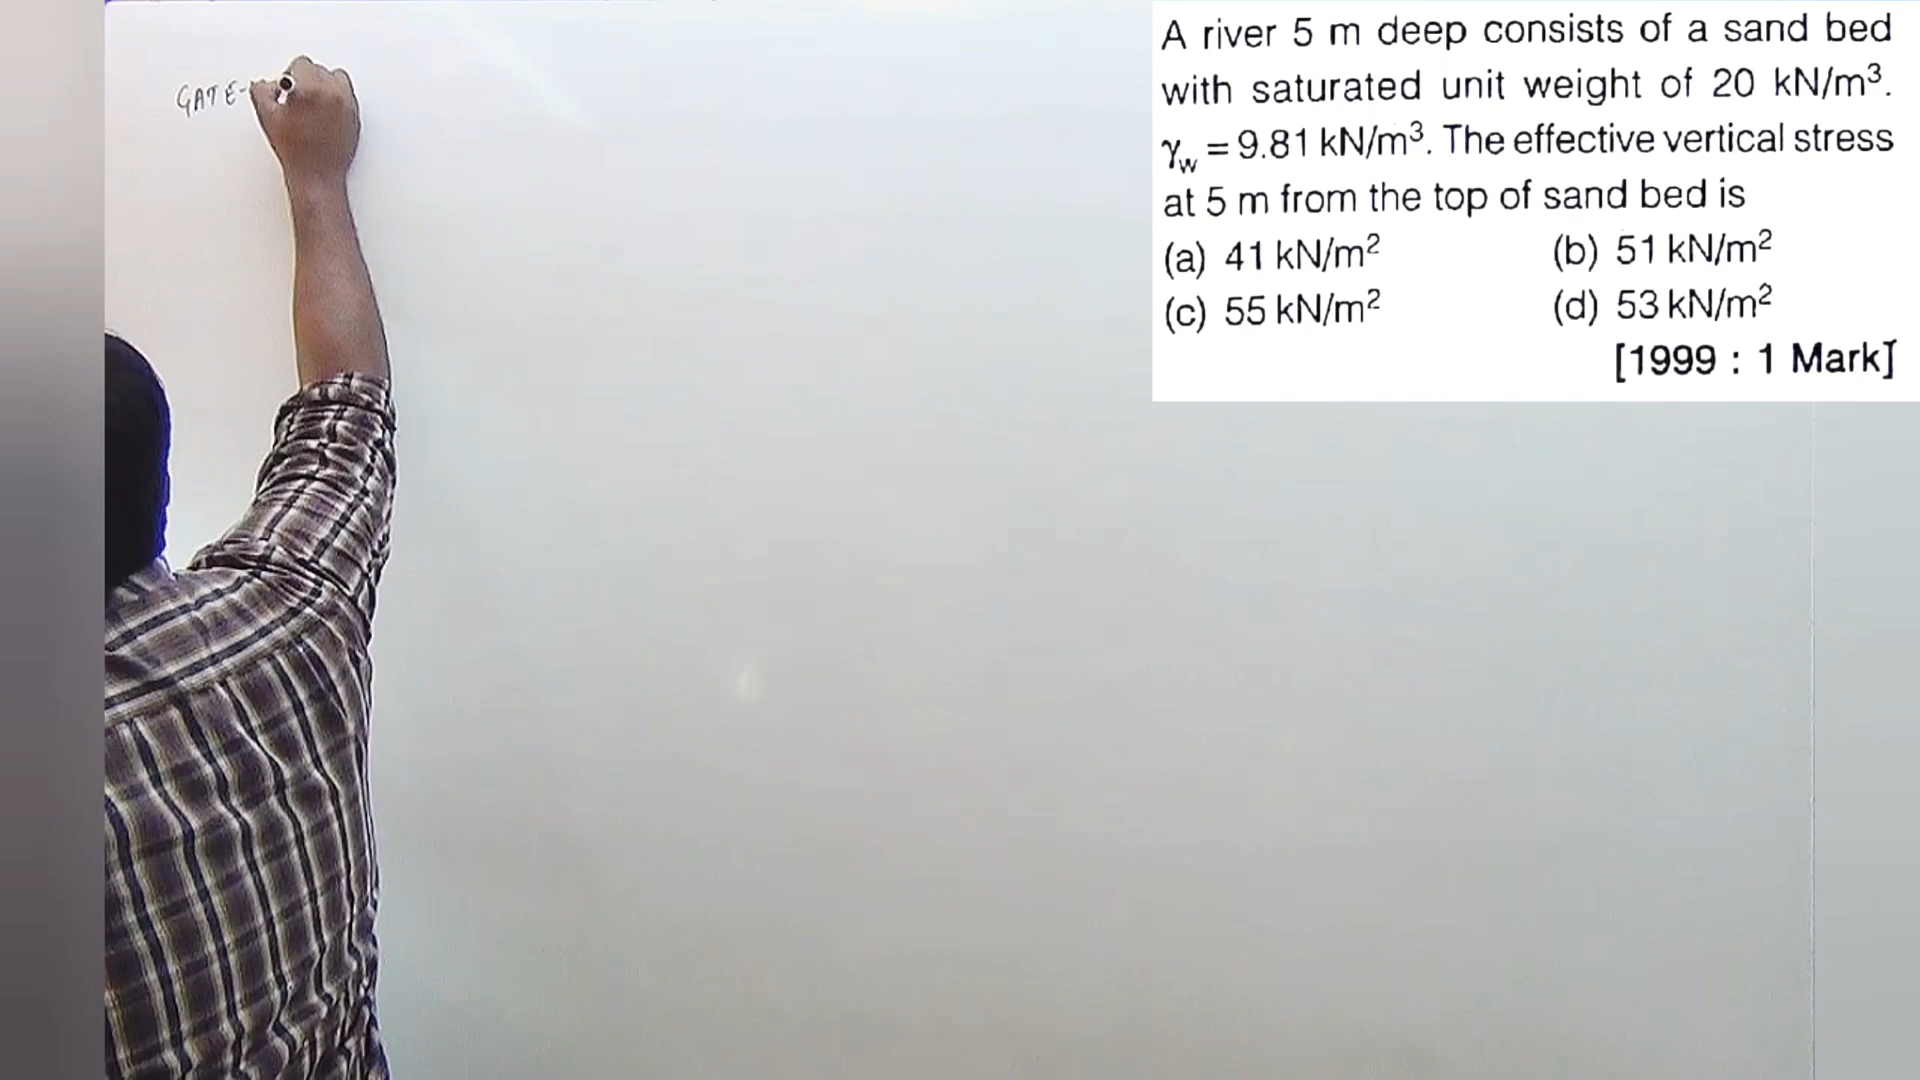 GATE-
A river 5 m deep consists of a sand bed
with saturated unit weight of 20 kN/m³.
γw = 9.81 kN/m³. The effective vertical stress
at 5 m from the top of sand bed is
(a) 41 kN/m² (b) 51 kN/m²
(c) 55 kN/m² (d) 53 kN/m²
[1999 : 1 Mark]